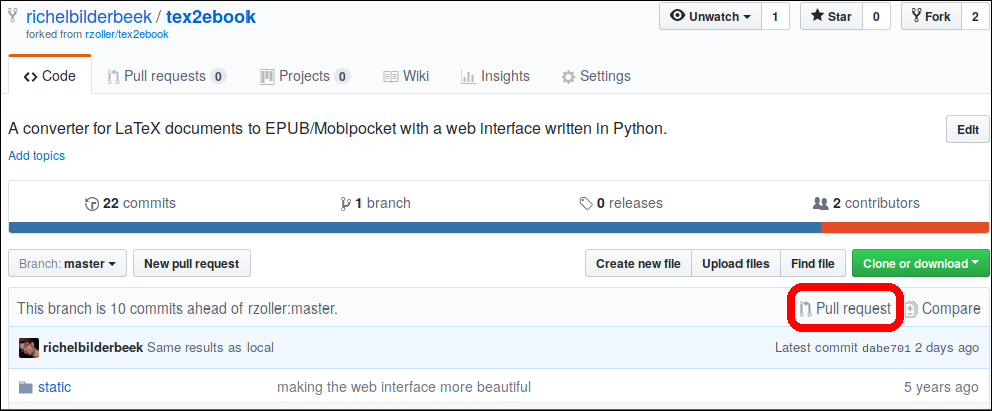 richelbilderbeek / tex2ebook
Unwatch 1 Star 0 Fork 2
forked from rzoller/tex2ebook
Code Pull requests 0 Projects 0 Wiki Insights Settings
A converter for LaTeX documents to EPUB/Mobipocket with a web interface written in Python.
Edit
Add topics
22 commits 1 branch 0 releases 2 contributors
Branch: master New pull request Create new file Upload files Find file Clone or download
This branch is 10 commits ahead of rzoller:master. Pull request Compare
richelbilderbeek Same results as local Latest commit dabe701 2 days ago
static making the web interface more beautiful 5 years ago